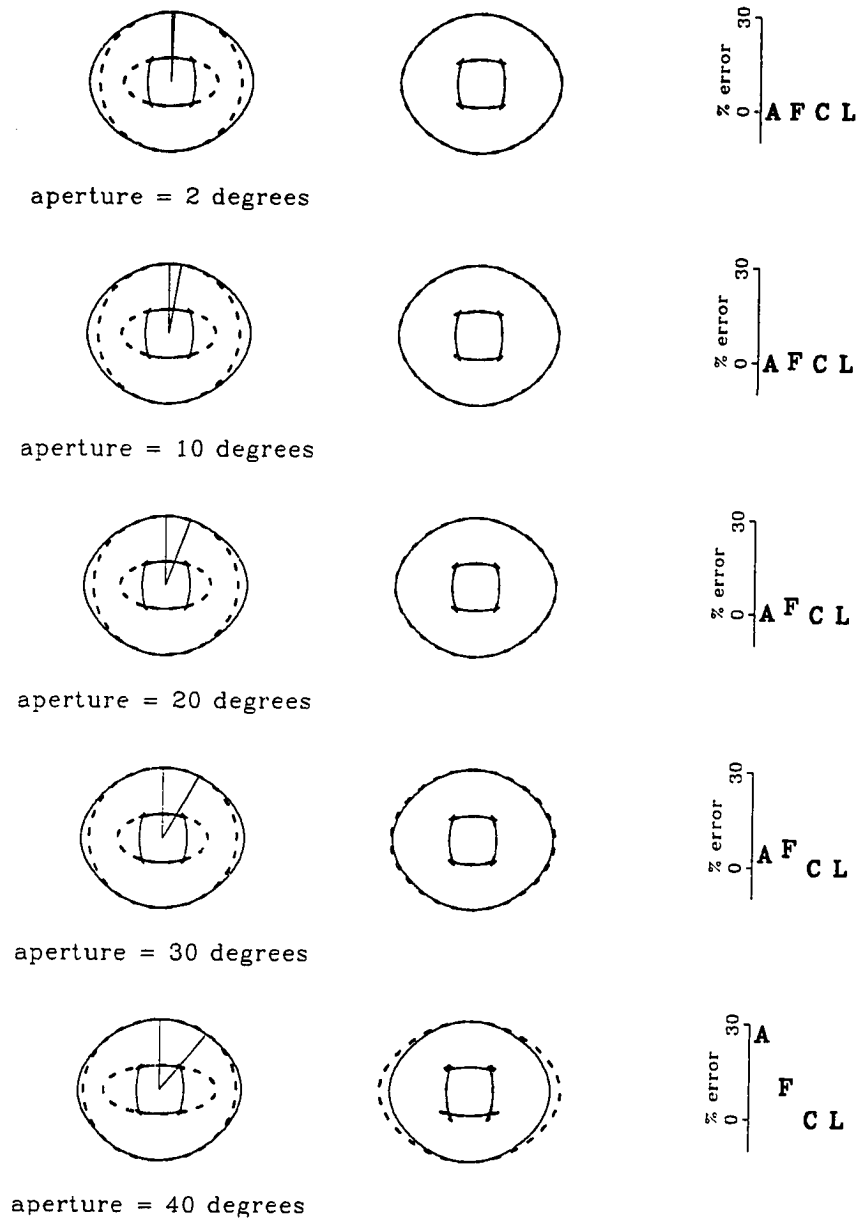 30
% error
0
A F C L
aperture = 2 degrees
30
% error
0
A F C L
aperture = 10 degrees
30
% error
0
A F C L
aperture = 20 degrees
30
% error
0
A F C L
aperture = 30 degrees
30
% error
0
A
F
C L
aperture = 40 degrees